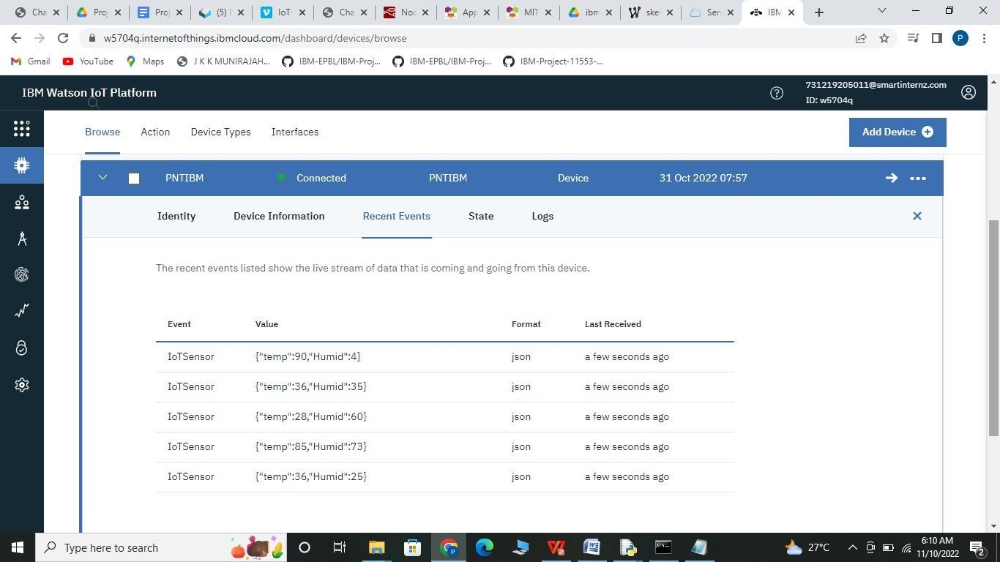 Cha
Proj
Proj
(5)
IoT-
Cha
Noc
App
MIT
ibm
sket
Sen
IBM
w5704q.internetofthings.ibmcloud.com/dashboard/devices/browse
P
Gmail
YouTube
Maps
J K K MUNIRAJAH...
IBM-EPBL/IBM-Proj...
IBM-EPBL/IBM-Proj...
IBM-Project-11553-...
IBM Watson IoT Platform
731219205011@smartinternz.com
ID: w5704q
Browse Action Device Types Interfaces
Add Device
PNTIBM Connected PNTIBM Device 31 Oct 2022 07:57
Identity Device Information Recent Events State Logs
The recent events listed show the live stream of data that is coming and going from this device.
Event Value Format Last Received
IoTSensor {"temp":90,"Humid":4} json a few seconds ago
IoTSensor {"temp":36,"Humid":35} json a few seconds ago
IoTSensor {"temp":28,"Humid":60} json a few seconds ago
IoTSensor {"temp":85,"Humid":73} json a few seconds ago
IoTSensor {"temp":36,"Humid":25} json a few seconds ago
Type here to search
27°C
6:10 AM
11/10/2022
2